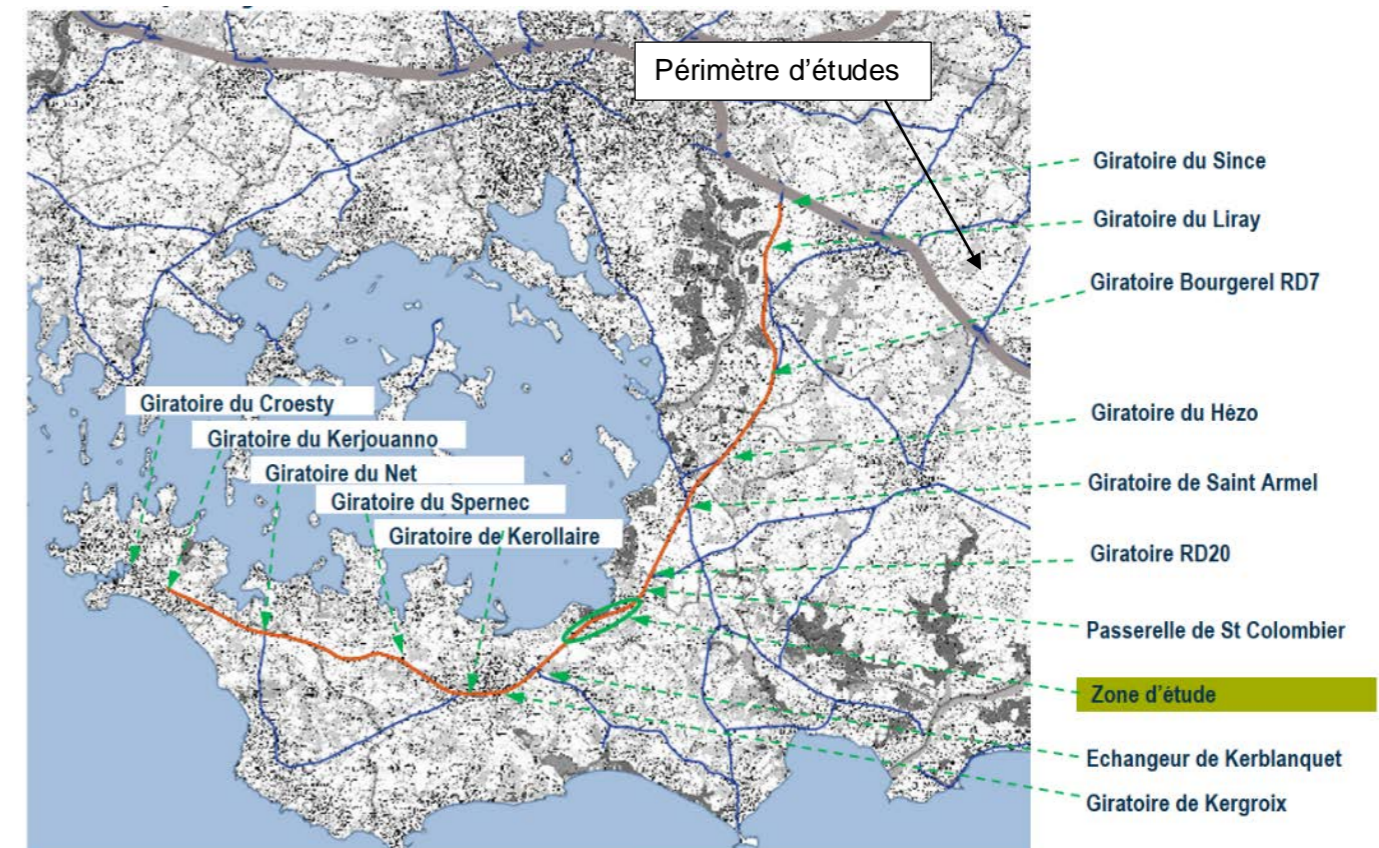 Périmètre d’études
Giratoire du Since
Giratoire du Liray
Giratoire Bourgerel RD7
Giratoire du Hézo
Giratoire de Saint Armel
Giratoire RD20
Passerelle de St Colombier
Zone d’étude
Echangeur de Kerblanquet
Giratoire de Kergroix
Giratoire du Croesty
Giratoire du Kerjouanno
Giratoire du Net
Giratoire du Spernec
Giratoire de Kerollaire